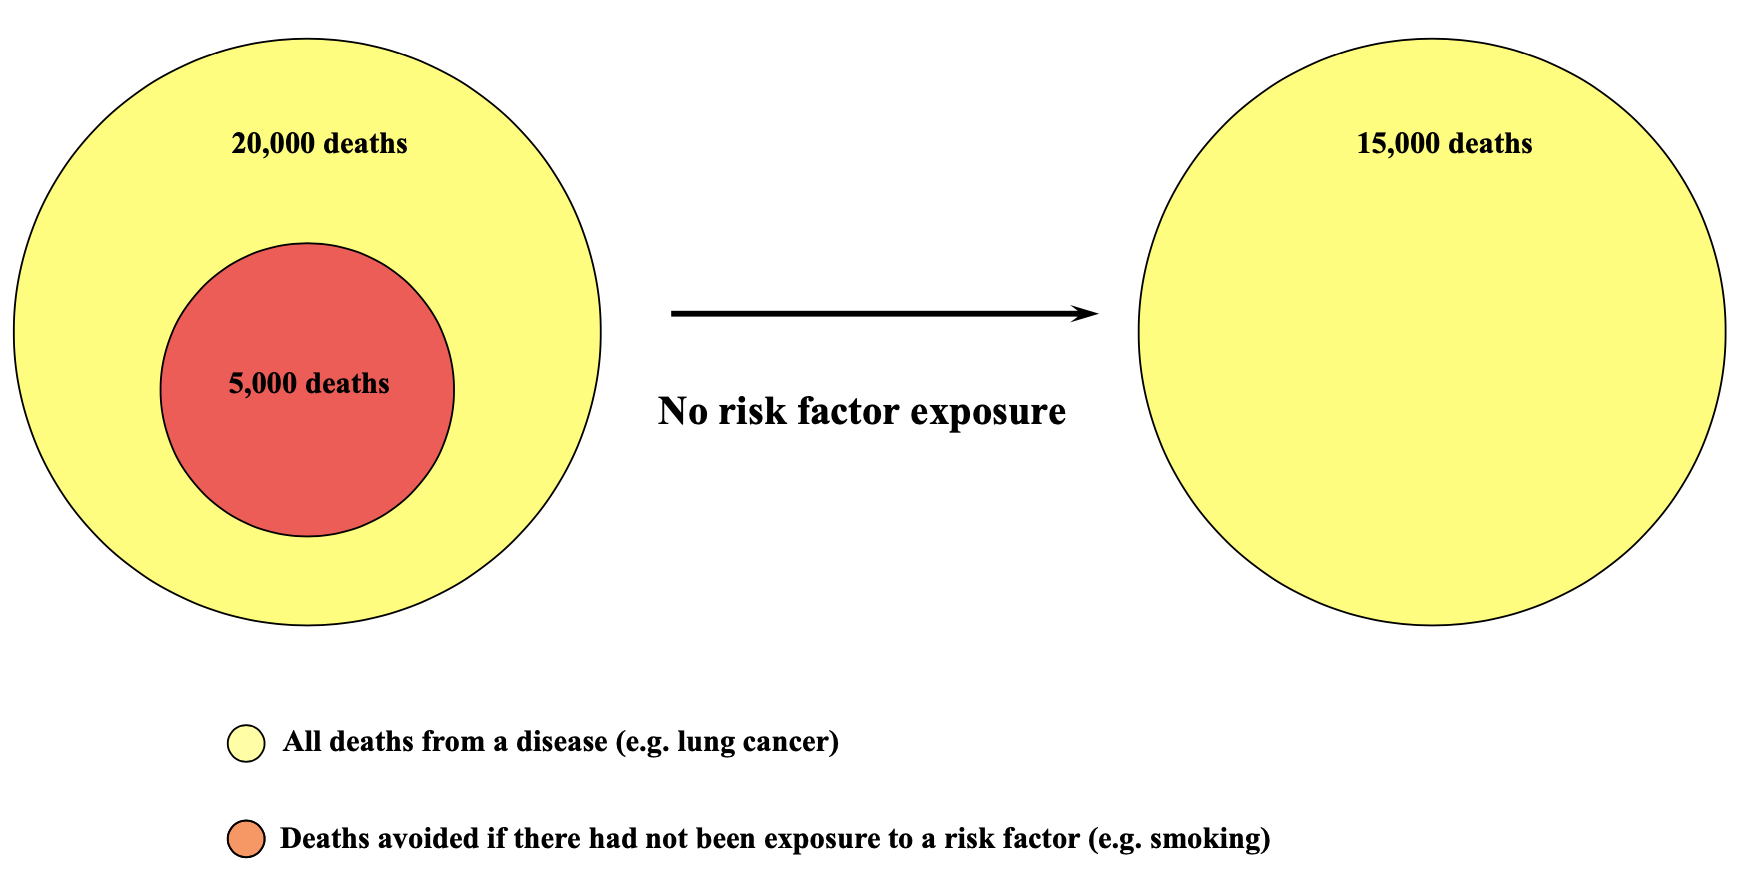 20,000 deaths
15,000 deaths
5,000 deaths
No risk factor exposure
All deaths from a disease (e.g. lung cancer)
Deaths avoided if there had not been exposure to a risk factor (e.g. smoking)